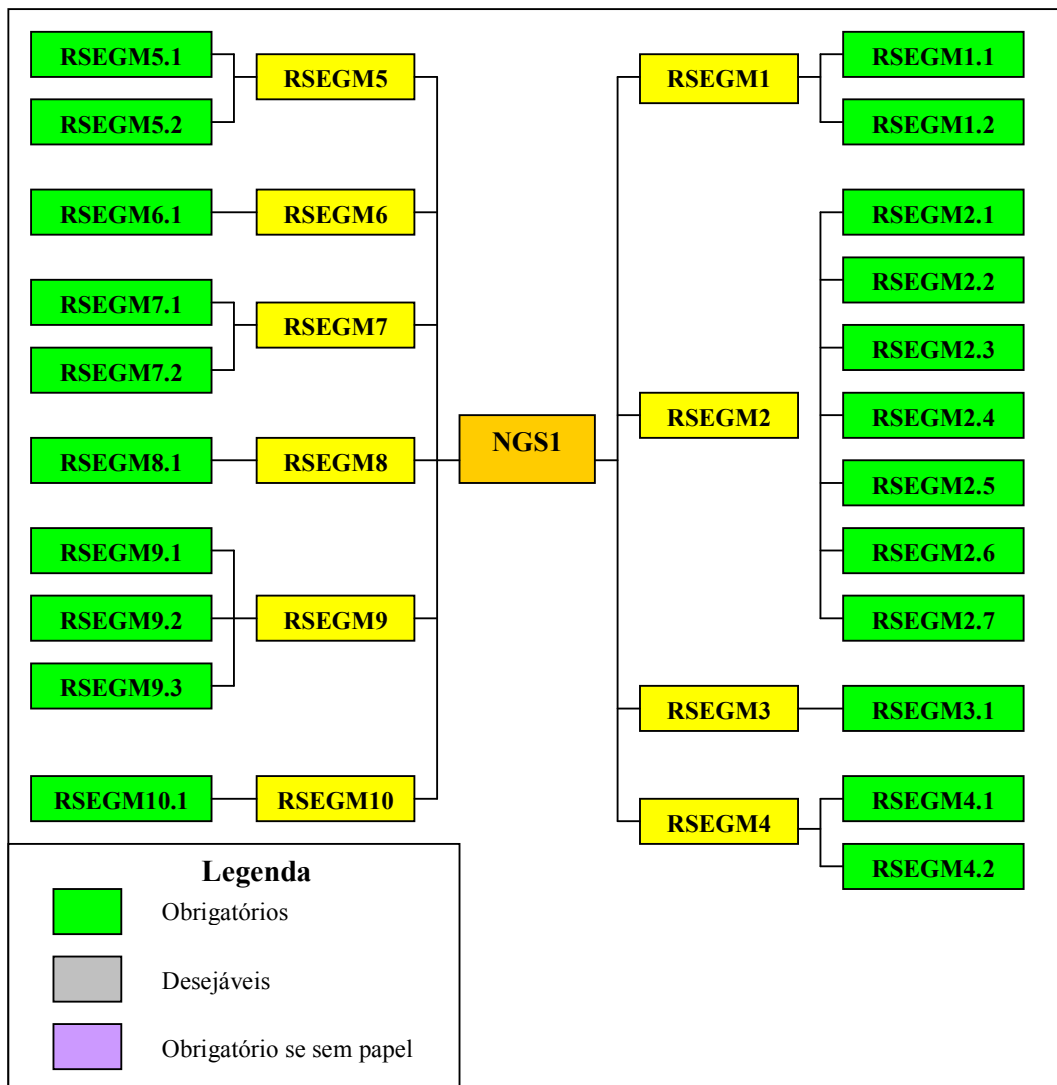 RSEGM5.1
RSEGM5
RSEGM5.2
RSEGM6.1
RSEGM6
RSEGM7.1
RSEGM7
RSEGM7.2
RSEGM8.1
RSEGM8
RSEGM9.1
RSEGM9.2
RSEGM9
RSEGM9.3
RSEGM10.1
RSEGM10
NGS1
RSEGM1
RSEGM1.1
RSEGM1.2
RSEGM2
RSEGM2.1
RSEGM2.2
RSEGM2.3
RSEGM2.4
RSEGM2.5
RSEGM2.6
RSEGM2.7
RSEGM3
RSEGM3.1
RSEGM4
RSEGM4.1
RSEGM4.2
Legenda
Obrigatórios
Desejáveis
Obrigatório se sem papel